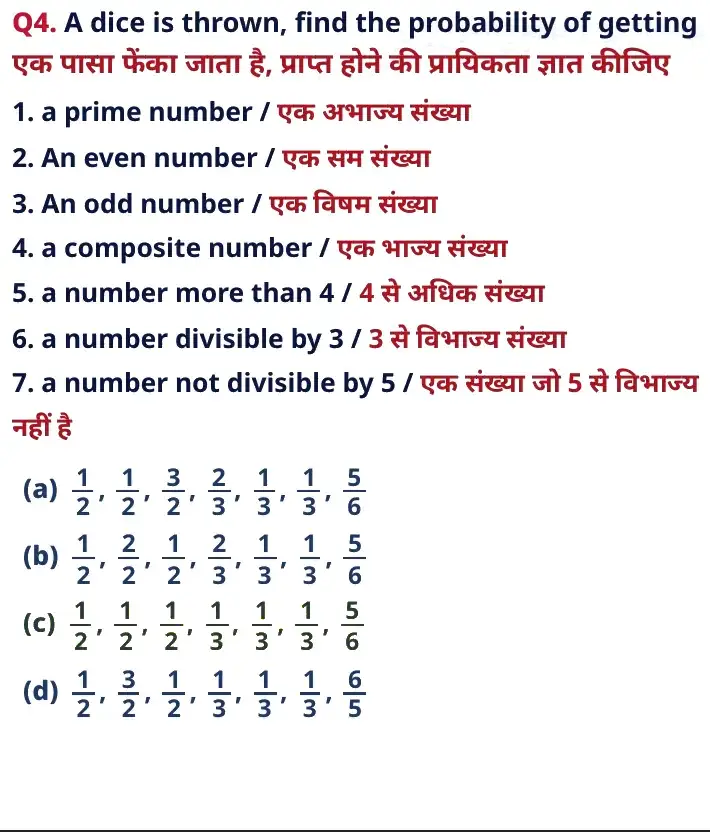 Q4. A dice is thrown, find the probability of getting
एक पासा फेंका जाता है, प्राप्त होने की प्रायिकता ज्ञात कीजिए
1. a prime number / एक अभाज्य संख्या
2. An even number / एक सम संख्या
3. An odd number / एक विषम संख्या
4. a composite number / एक भाज्य संख्या
5. a number more than 4 / 4 से अधिक संख्या
6. a number divisible by 3 / 3 से विभाज्य संख्या
7. a number not divisible by 5 / एक संख्या जो 5 से विभाज्य
नहीं है
(a) 1/2, 1/2, 3/2, 2/3, 1/3, 1/3, 5/6
(b) 1/2, 2/2, 1/2, 2/3, 1/3, 1/3, 5/6
(c) 1/2, 1/2, 1/2, 1/3, 1/3, 1/3, 5/6
(d) 1/2, 3/2, 1/2, 1/3, 1/3, 1/3, 6/5